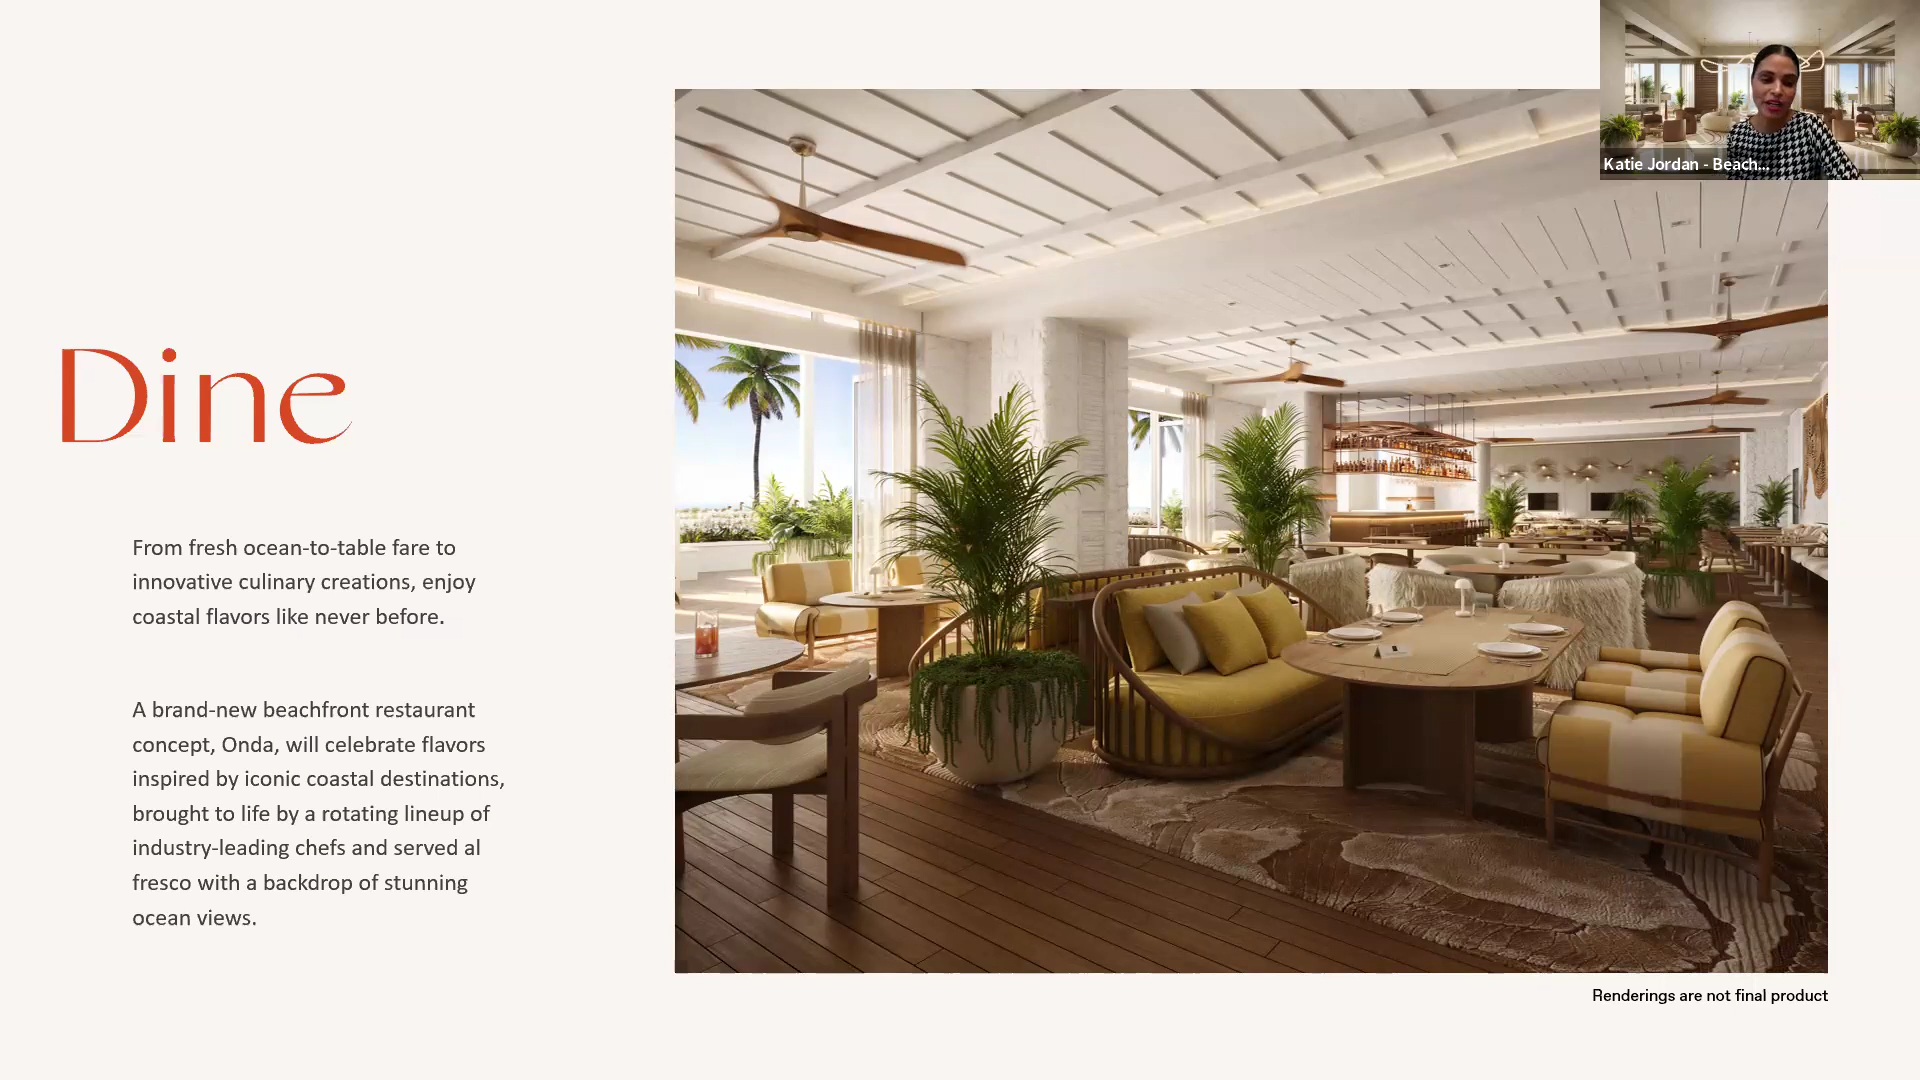 Katie Jordan - Beach...
Dine
From fresh ocean-to-table fare to
innovative culinary creations, enjoy
coastal flavors like never before.
A brand-new beachfront restaurant
concept, Onda, will celebrate flavors
inspired by iconic coastal destinations,
brought to life by a rotating lineup of
industry-leading chefs and served al
fresco with a backdrop of stunning
ocean views.
Renderings are not final product